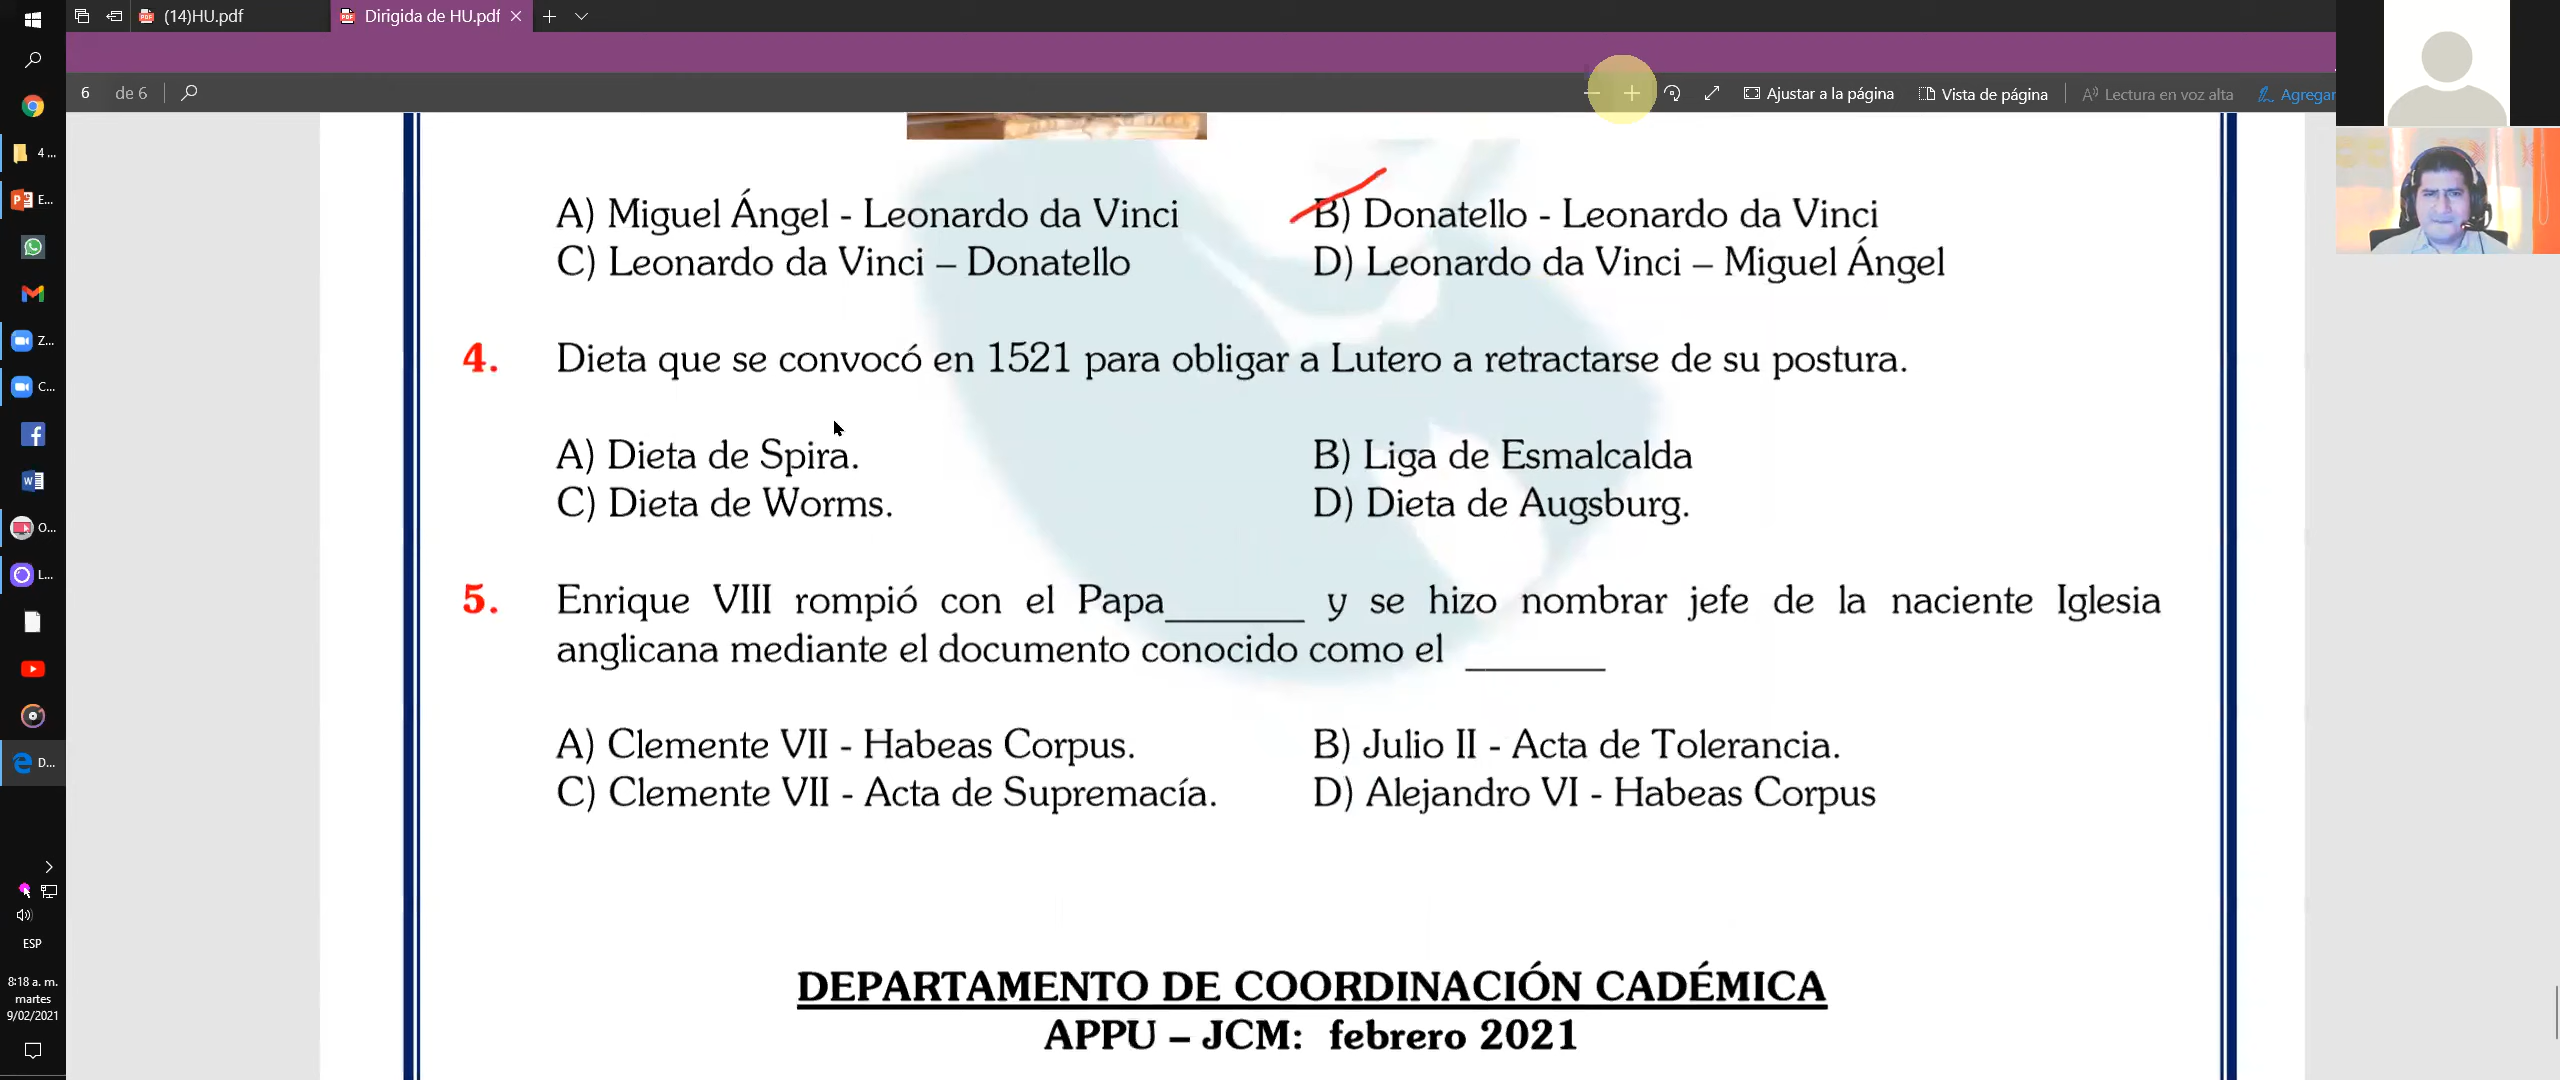 (14)HU.pdf
Dirigida de HU.pdf
6 de 6
Ajustar a la página
Vista de página
Lectura en voz alta
Agregar
A) Miguel Ángel - Leonardo da Vinci
B) Donatello - Leonardo da Vinci
C) Leonardo da Vinci – Donatello
D) Leonardo da Vinci – Miguel Ángel
4. Dieta que se convocó en 1521 para obligar a Lutero a retractarse de su postura.
A) Dieta de Spira.
B) Liga de Esmalcalda
C) Dieta de Worms.
D) Dieta de Augsburg.
5. Enrique VIII rompió con el Papa_______ y se hizo nombrar jefe de la naciente Iglesia
anglicana mediante el documento conocido como el _______
A) Clemente VII - Habeas Corpus.
B) Julio II - Acta de Tolerancia.
C) Clemente VII - Acta de Supremacía.
D) Alejandro VI - Habeas Corpus
DEPARTAMENTO DE COORDINACIÓN CADÉMICA
APPU – JCM: febrero 2021
4 ...
E...
Z...
C...
O...
L...
D...
ESP
8:18 a. m.
martes
9/02/2021